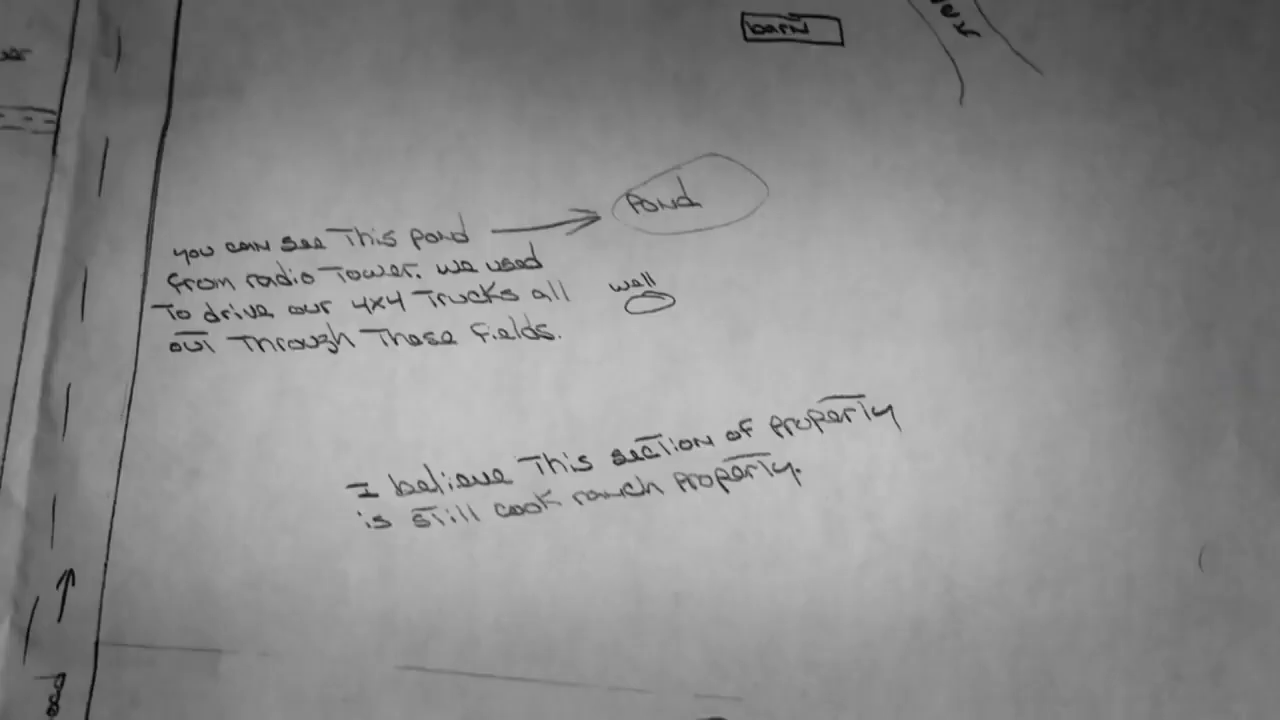 barn
Pond
you can see This pond
from radio Tower. we used
To drive our 4x4 Trucks all
out Through These fields.
well
I believe This section of property
is still cook ranch property.